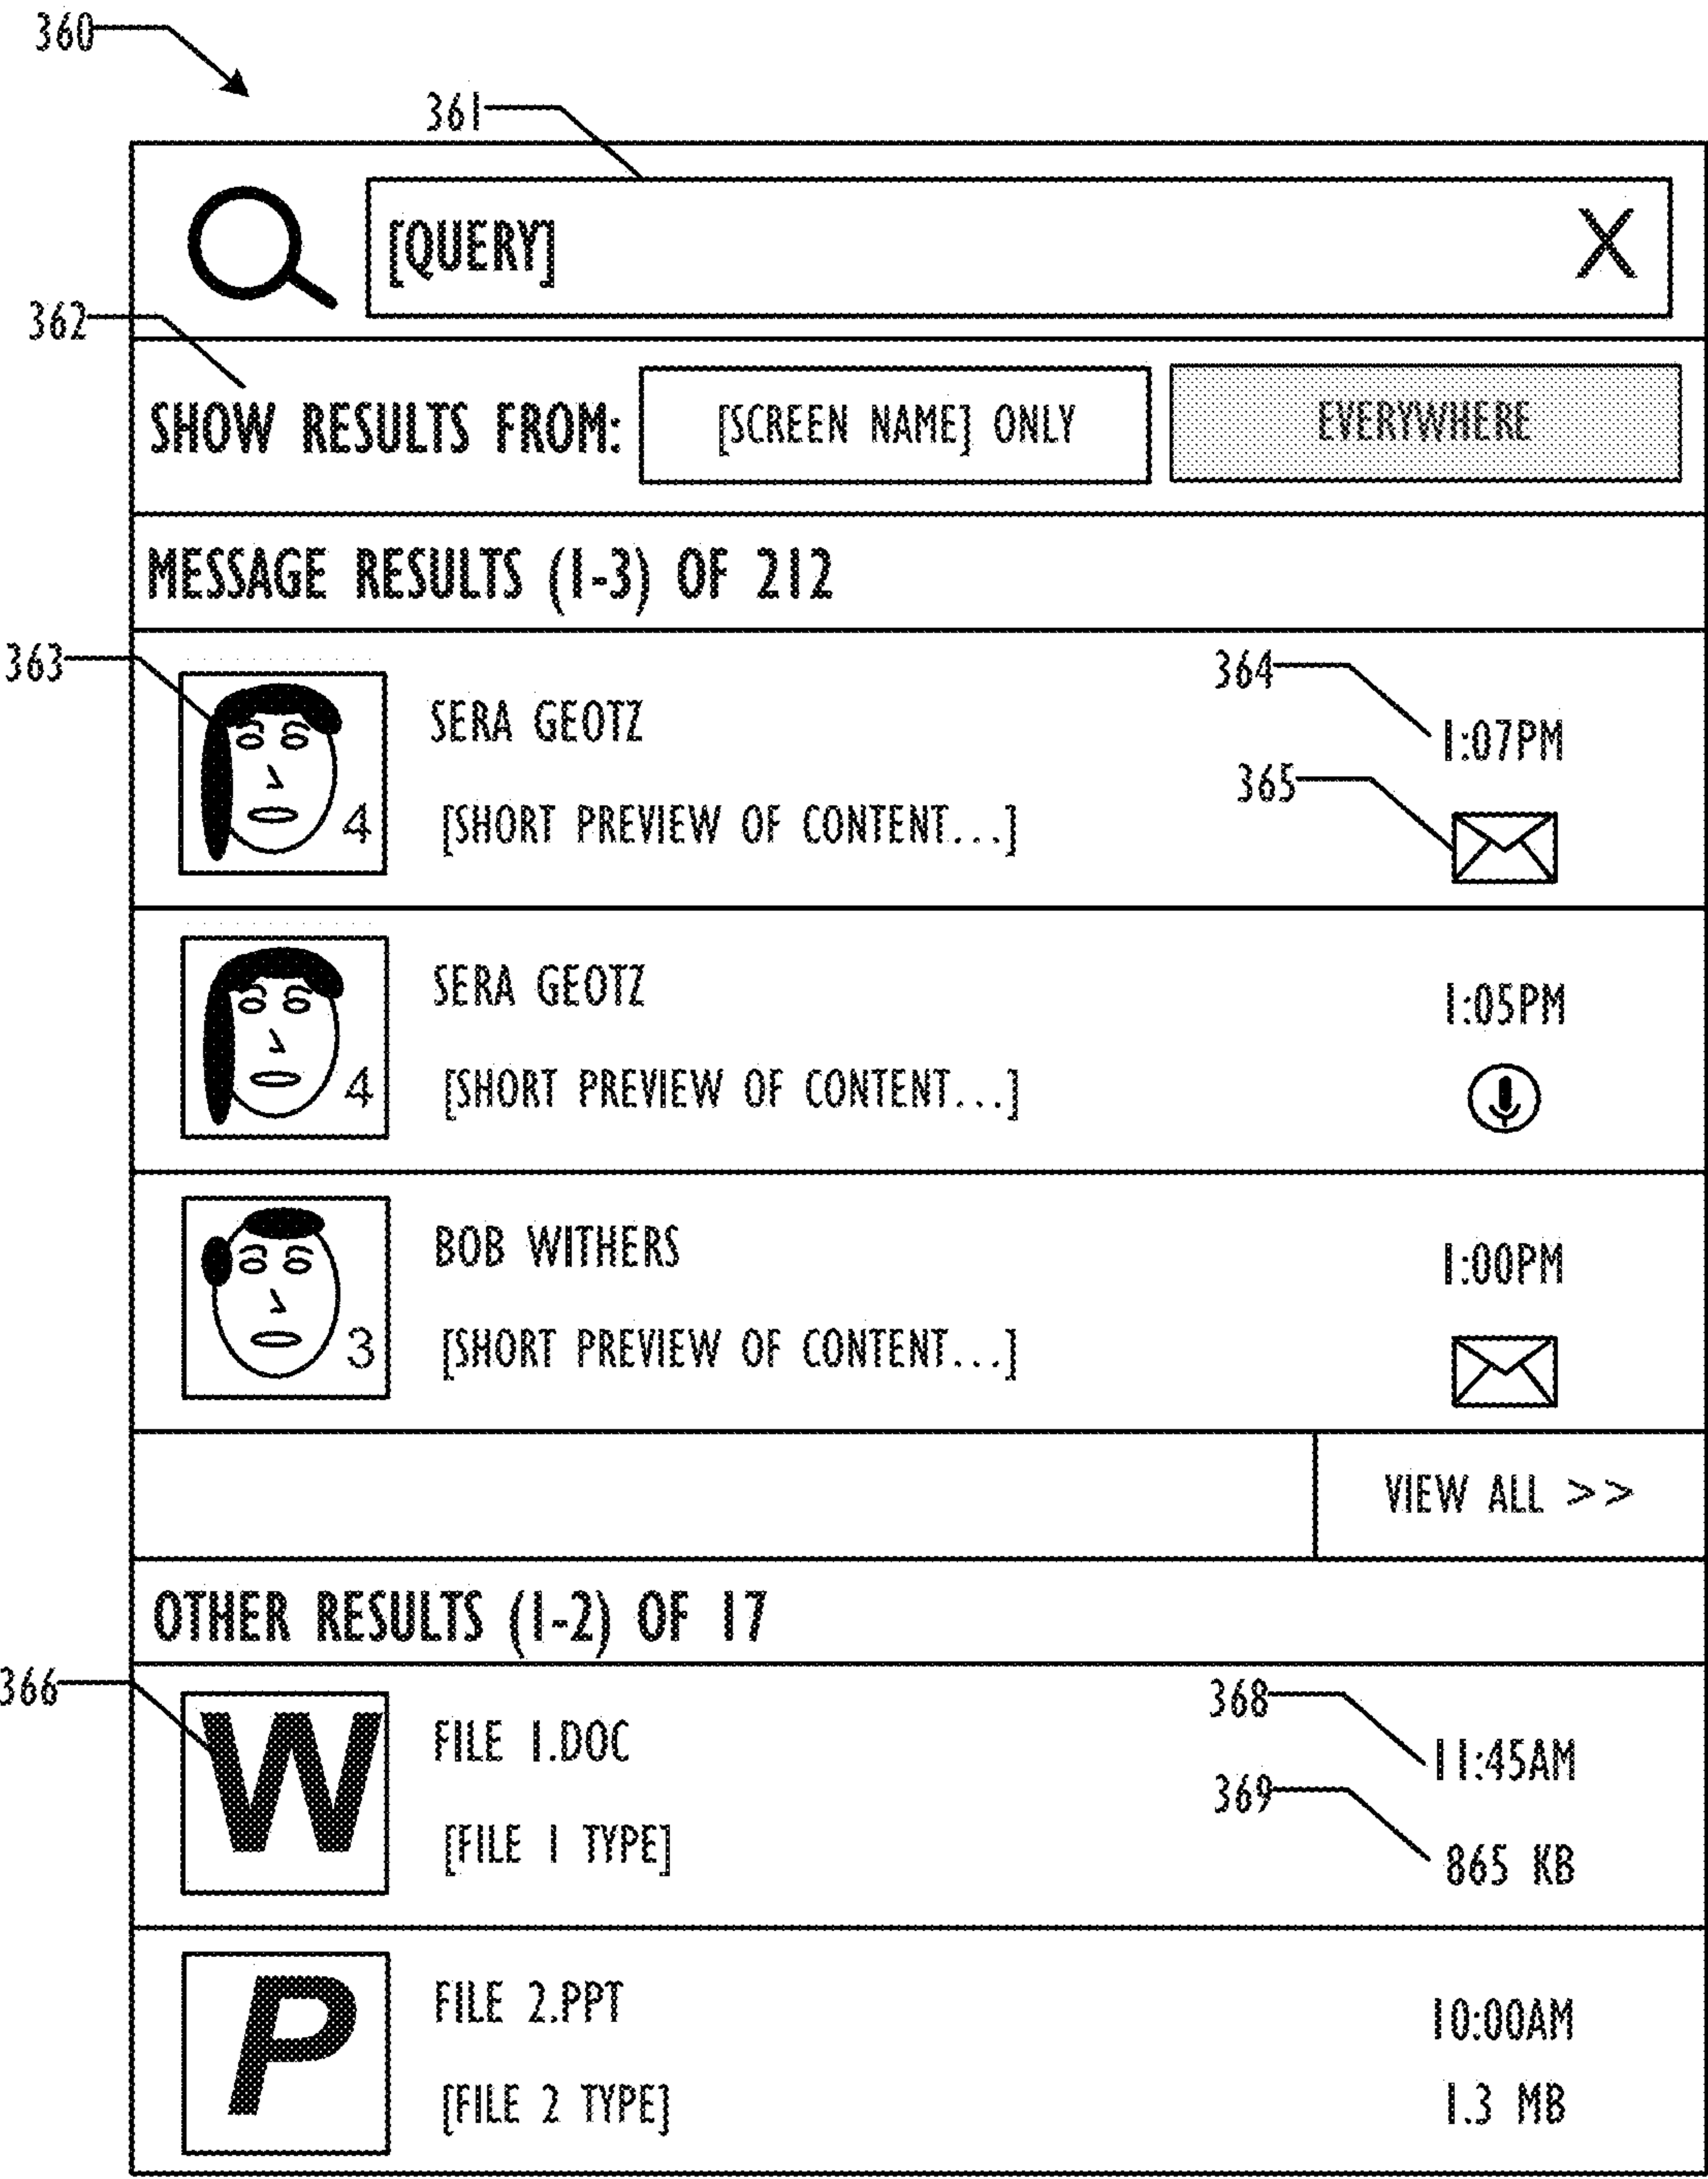 360
361
[QUERY] X
362
SHOW RESULTS FROM: [SCREEN NAME] ONLY EVERYWHERE
MESSAGE RESULTS (1-3) OF 212
363
364
SERA GEOTZ 1:07PM
365
4 [SHORT PREVIEW OF CONTENT...]
SERA GEOTZ 1:05PM
4 [SHORT PREVIEW OF CONTENT...]
BOB WITHERS 1:00PM
3 [SHORT PREVIEW OF CONTENT...]
VIEW ALL >>
OTHER RESULTS (1-2) OF 17
366
368
W FILE 1.DOC 11:45AM
369
[FILE 1 TYPE] 865 KB
P FILE 2.PPT 10:00AM
[FILE 2 TYPE] 1.3 MB